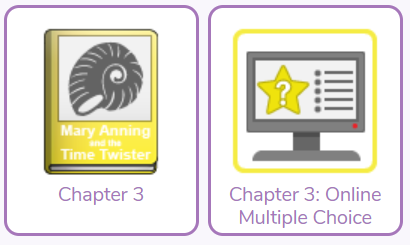 Mary Anning
and the
Time Twister
Chapter 3
?
Chapter 3: Online
Multiple Choice